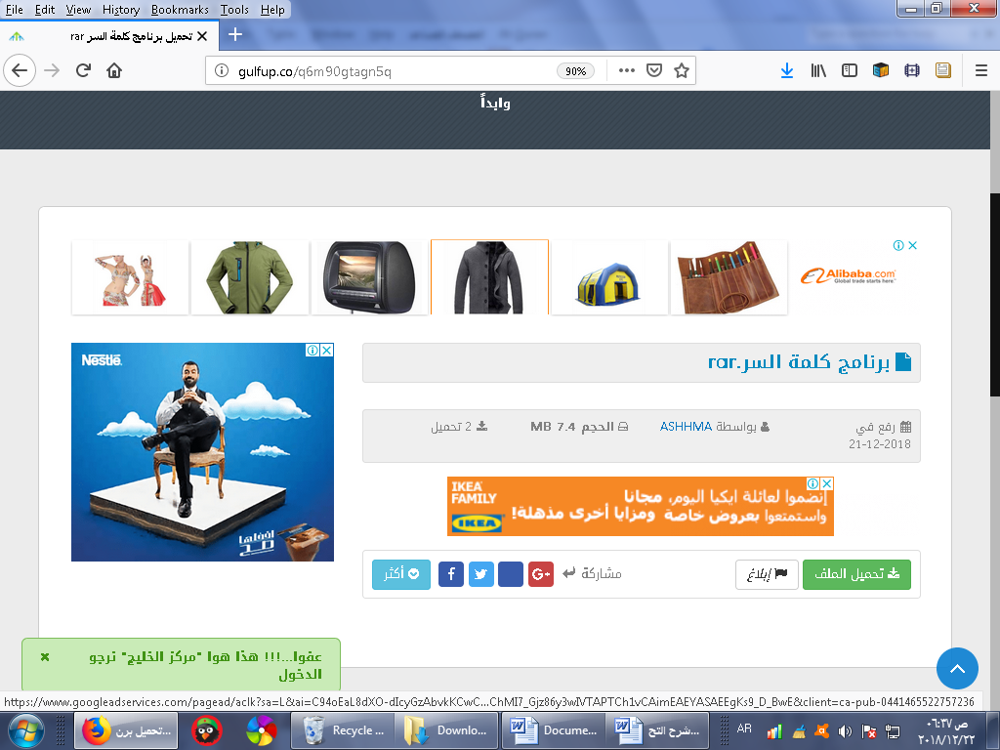 File Edit View History Bookmarks Tools Help
تحميل برنامج كلمة السر rar
gulfup.co/q6m90gtagn5q
90%
وابدأ
Alibaba.com
Global trade starts here.
Nestlé
برنامج كلمة السر.rar
رفع في
21-12-2018
بواسطة ASHHMA
الحجم 7.4 MB
2 تحميل
IKEA FAMILY
IKEA
إنضموا لعائلة ايكيا اليوم، مجانا
واستمتعوا بعروض خاصة ومزايا أخرى مذهلة!
تحميل الملف
إبلاغ
مشاركة
أكثر
عفوا...!!! هذا هوا "مركز الخليج" نرجو
الدخول
https://www.googleadservices.com/pagead/aclk?sa=L&ai=C94oEaL8dXO-dIcyGzAbvkKCwC...ChMI7_Gjz86y3wIVTAPTCh1vCAimEAEYASAEEgKs9_D_BwE&client=ca-pub-0441465522757236
تحميل برن...
Recycle ...
Downlo...
Docume...
شرح التح...
AR
٠٦:٣٧ ص
٢٠١٨/١٢/٢٢